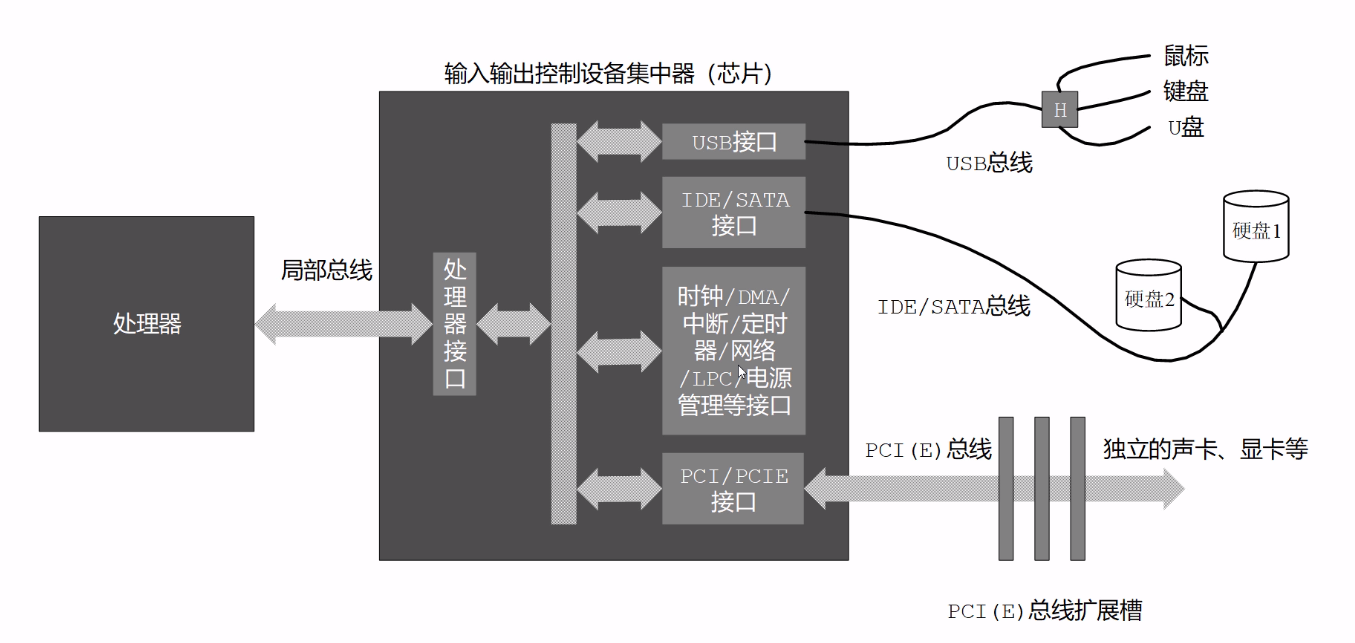 输入输出控制设备集中器（芯片）
处理器
局部总线
处
理
器
接
口
USB接口
IDE/SATA
接口
时钟/DMA/
中断/定时
器/网络
/LPC/电源
管理等接口
PCI/PCIE
接口
H
鼠标
键盘
U盘
USB总线
硬盘1
硬盘2
IDE/SATA总线
PCI(E)总线
独立的声卡、显卡等
PCI(E)总线扩展槽